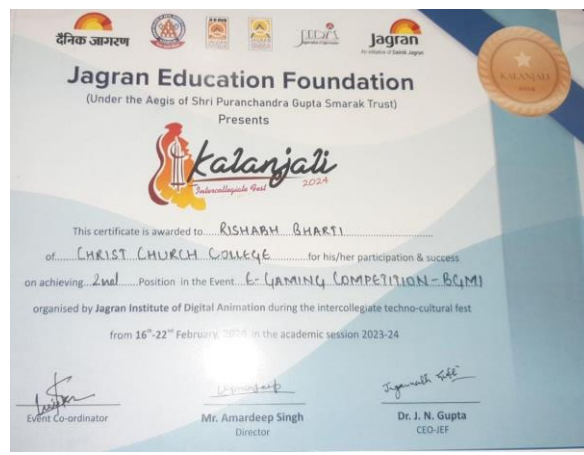 दैनिक जागरण
Jagran
Jagran Education Foundation
(Under the Aegis of Shri Puranchandra Gupta Smarak Trust)
Presents
KALANJALI
2024
Kalanjali
Intercollegiate Fest
2024
This certificate is awarded to RISHABH BHARTI
of CHRIST CHURCH COLLEGE for his/her participation & success
on achieving 2nd Position in the Event E-GAMING COMPETITION-BGMI
organised by Jagran Institute of Digital Animation during the intercollegiate techno-cultural fest
from 16th-22nd February, 2024, in the academic session 2023-24
Event Co-ordinator
Mr. Amardeep Singh
Director
Dr. J. N. Gupta
CEO-JEF